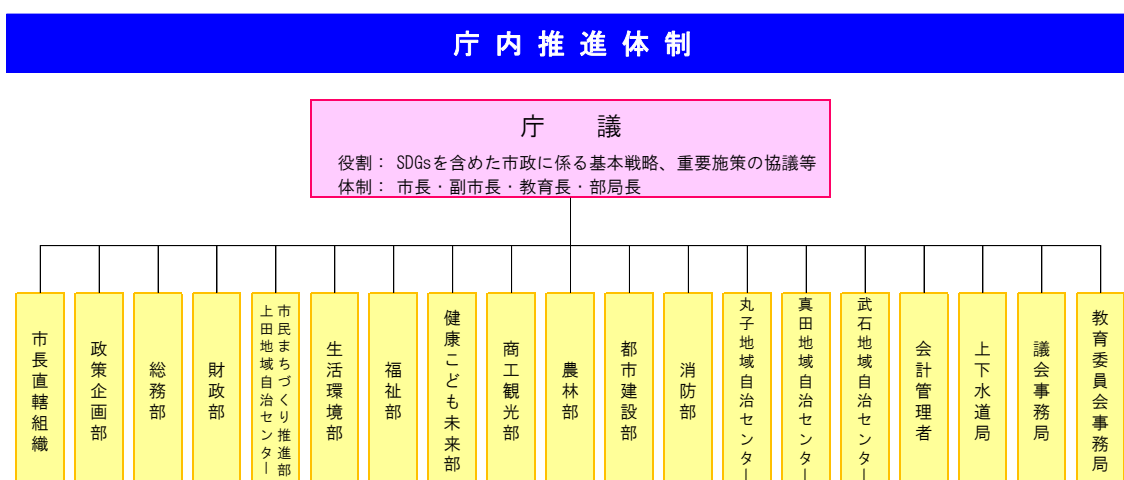 庁内推進体制
庁　議
役割： SDGsを含めた市政に係る基本戦略、重要施策の協議等
体制： 市長・副市長・教育長・部局長
市長直轄組織
政策企画部
総務部
財政部
市民まちづくり推進部
上田地域自治センター
生活環境部
福祉部
健康こども未来部
商工観光部
農林部
都市建設部
消防部
丸子地域自治センター
真田地域自治センター
武石地域自治センター
会計管理者
上下水道局
議会事務局
教育委員会事務局